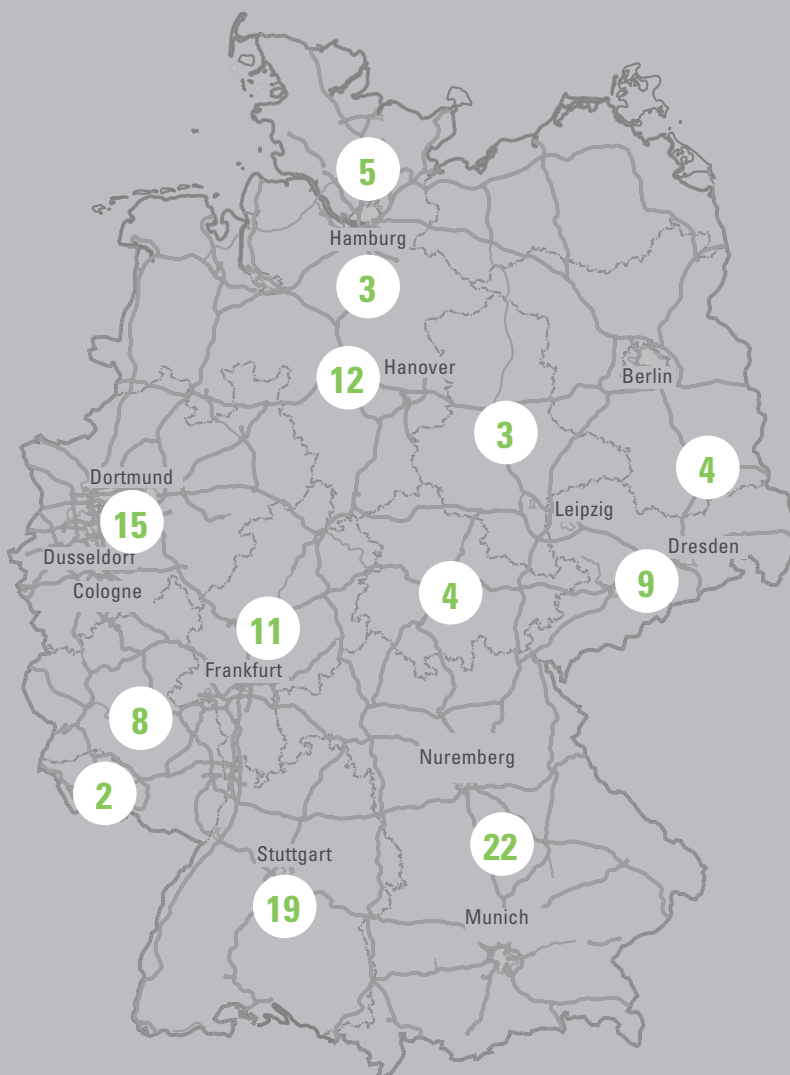 5
Hamburg
3
Hanover
12
Berlin
3
4
Dortmund
15
Leipzig
Dusseldorf
Dresden
Cologne
9
4
11
Frankfurt
8
Nuremberg
2
22
Stuttgart
19
Munich